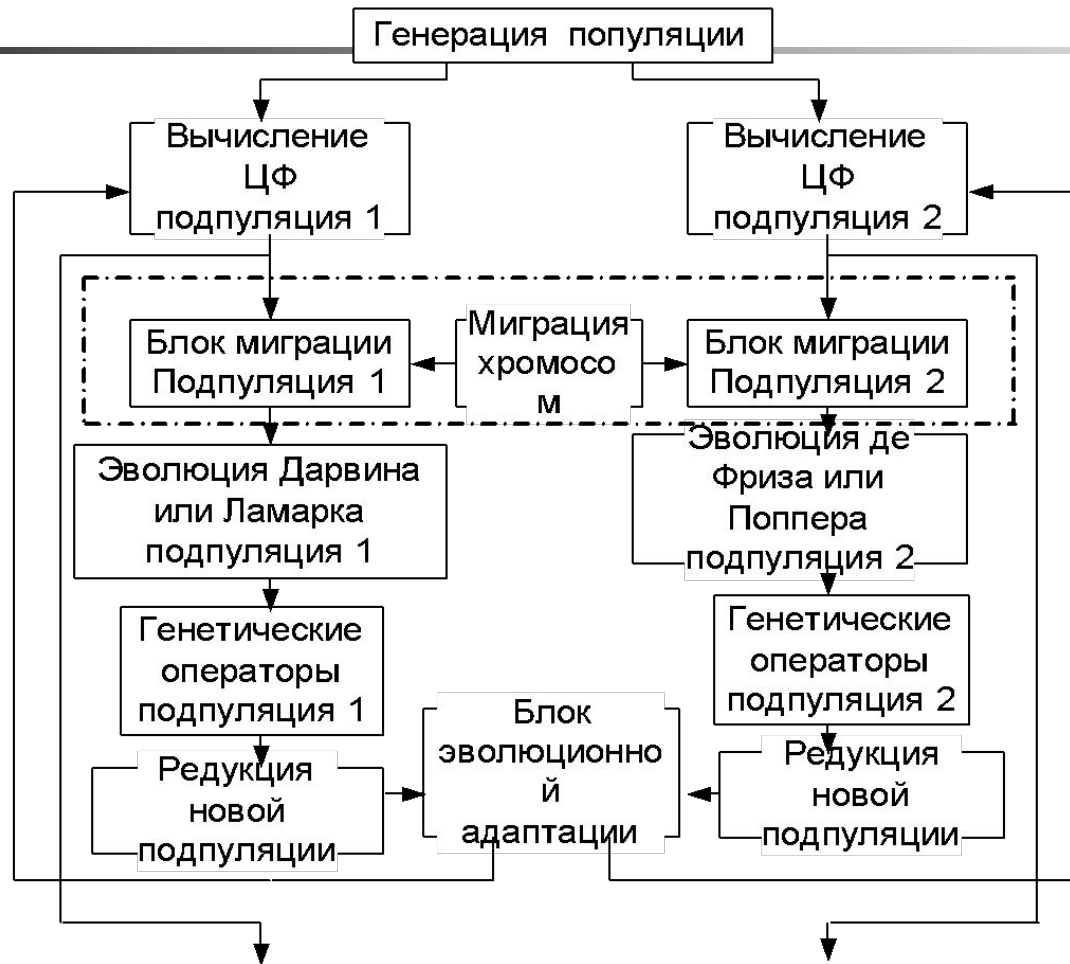 Генерация популяции
Вычисление
ЦФ
подпуляция 1
Вычисление
ЦФ
подпуляция 2
Блок миграции
Подпуляция 1
Миграция
хромосо
м
Блок миграции
Подпуляция 2
Эволюция Дарвина
или Ламарка
подпуляция 1
Эволюция де
Фриза или
Поппера
подпуляция 2
Генетические
операторы
подпуляция 1
Генетические
операторы
подпуляция 2
Редукция
новой
подпуляции
Блок
эволюционно
й
адаптации
Редукция
новой
подпуляции